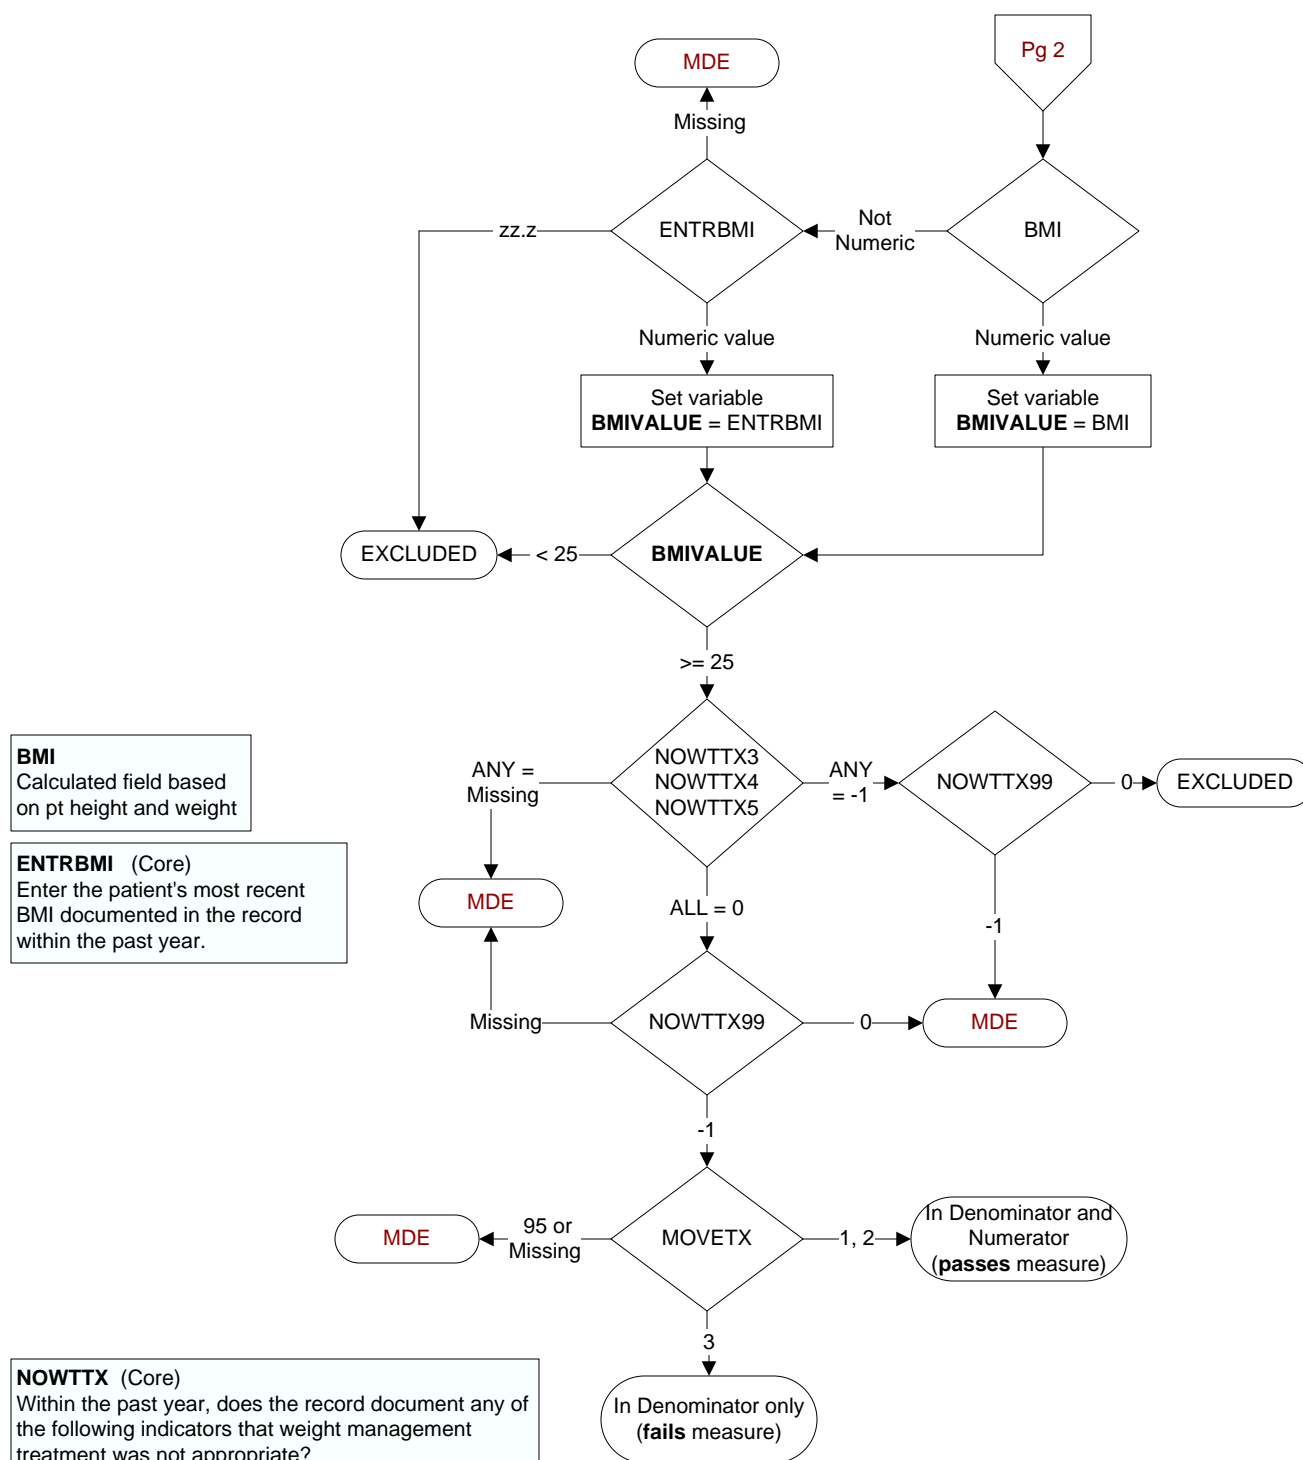 MDE
Pg 2
Missing
zz.z
ENTRBMI
Not
Numeric
BMI
Numeric value
Numeric value
Set variable
BMIVALUE = ENTRBMI
Set variable
BMIVALUE = BMI
EXCLUDED
< 25
BMIVALUE
>= 25
BMI
Calculated field based
on pt height and weight
ANY =
Missing
NOWTTX3
NOWTTX4
NOWTTX5
ANY
= -1
NOWTTX99
0
EXCLUDED
ENTRBMI (Core)
Enter the patient's most recent
BMI documented in the record
within the past year.
MDE
ALL = 0
-1
Missing
NOWTTX99
0
MDE
-1
MDE
95 or
Missing
MOVETX
1, 2
In Denominator and
Numerator
(passes measure)
3
In Denominator only
(fails measure)
NOWTTX (Core)
Within the past year, does the record document any of
the following indicators that weight management
treatment was not appropriate?